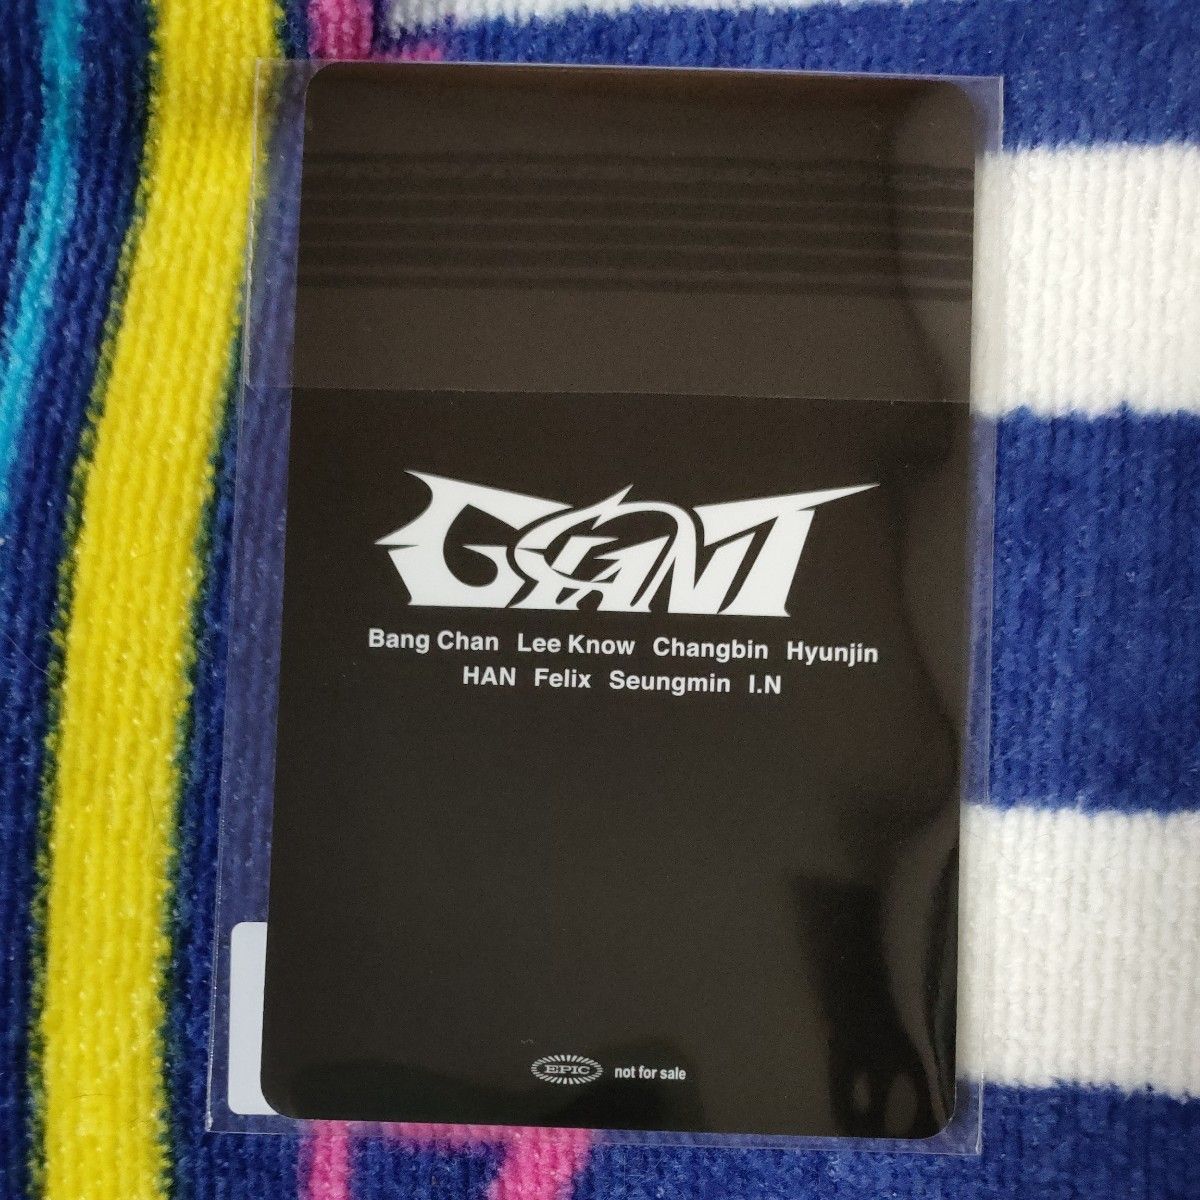 GIANT
Bang Chan Lee Know Changbin Hyunjin
HAN Felix Seungmin I.N
EPIC not for sale